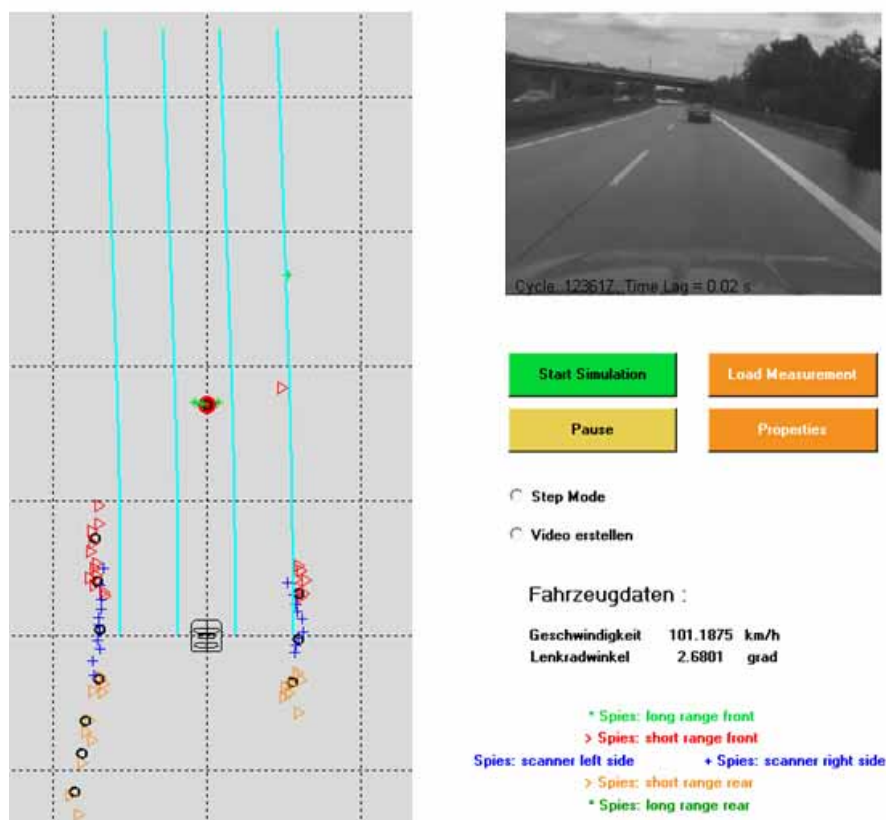 Cycle 123617 Time Lag = 0.02 s
Start Simulation
Load Measurement
Pause
Properties
Step Mode
Video erstellen
Fahrzeugdaten :
Geschwindigkeit 101.1875 km/h
Lenkradwinkel 2.6801 grad
* Spies: long range front
> Spies: short range front
Spies: scanner left side + Spies: scanner right side
> Spies: short range rear
* Spies: long range rear